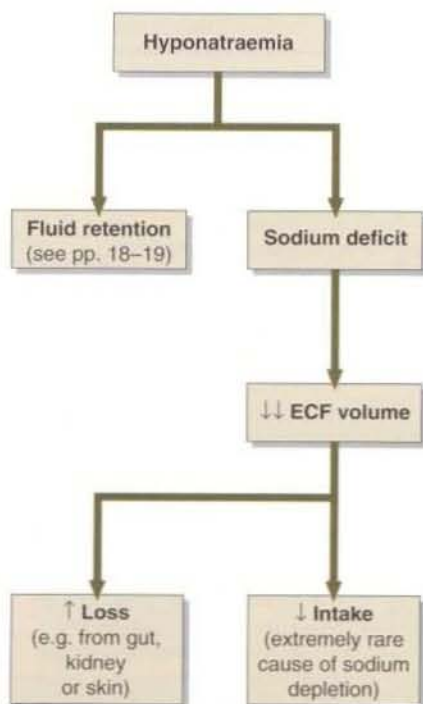 Hyponatraemia
Fluid retention
(see pp. 18–19)
Sodium deficit
↓↓ ECF volume
↑ Loss
(e.g. from gut,
kidney
or skin)
↓ Intake
(extremely rare
cause of sodium
depletion)